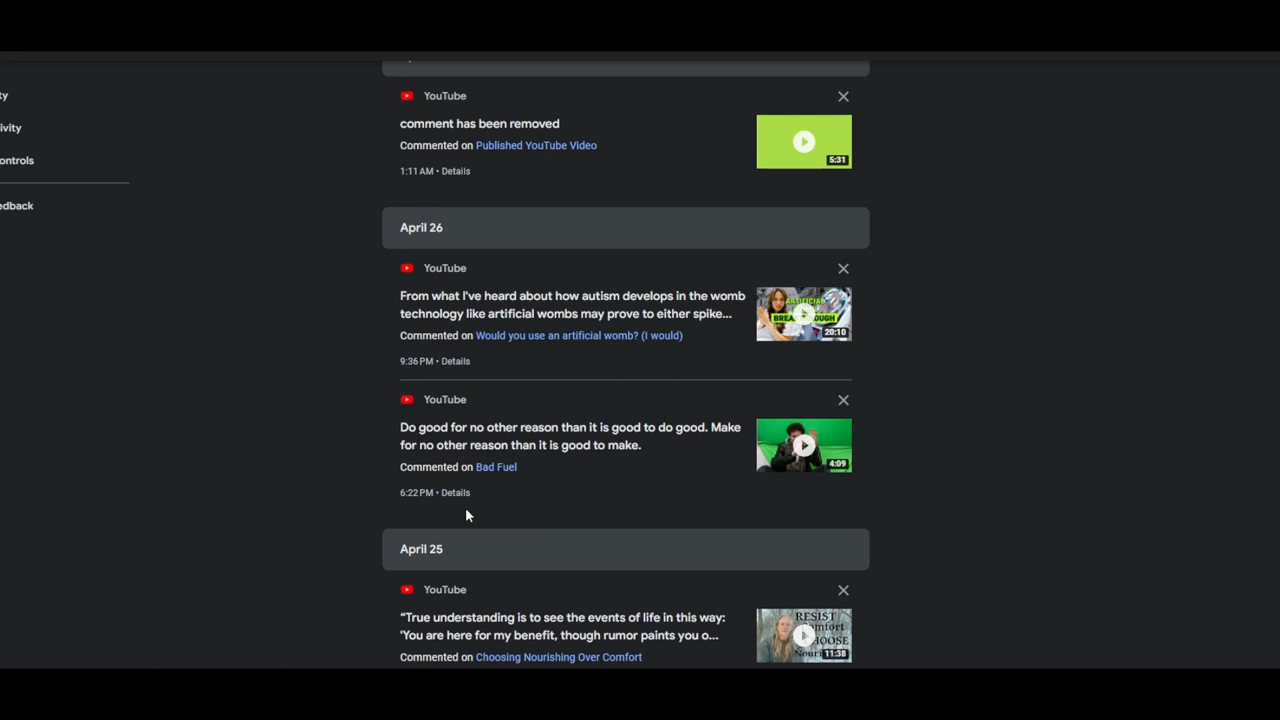 ty
ivity
ontrols
edback
YouTube
comment has been removed
Commented on Published YouTube Video
5:31
1:11 AM • Details
April 26
YouTube
From what I've heard about how autism develops in the womb
technology like artificial wombs may prove to either spike...
ARTIFICIAL
20:10
Commented on Would you use an artificial womb? (I would)
9:36 PM • Details
YouTube
Do good for no other reason than it is good to do good. Make
for no other reason than it is good to make.
4:09
Commented on Bad Fuel
6:22 PM • Details
April 25
YouTube
“True understanding is to see the events of life in this way:
'You are here for my benefit, though rumor paints you o...
RESIST
11:38
Commented on Choosing Nourishing Over Comfort